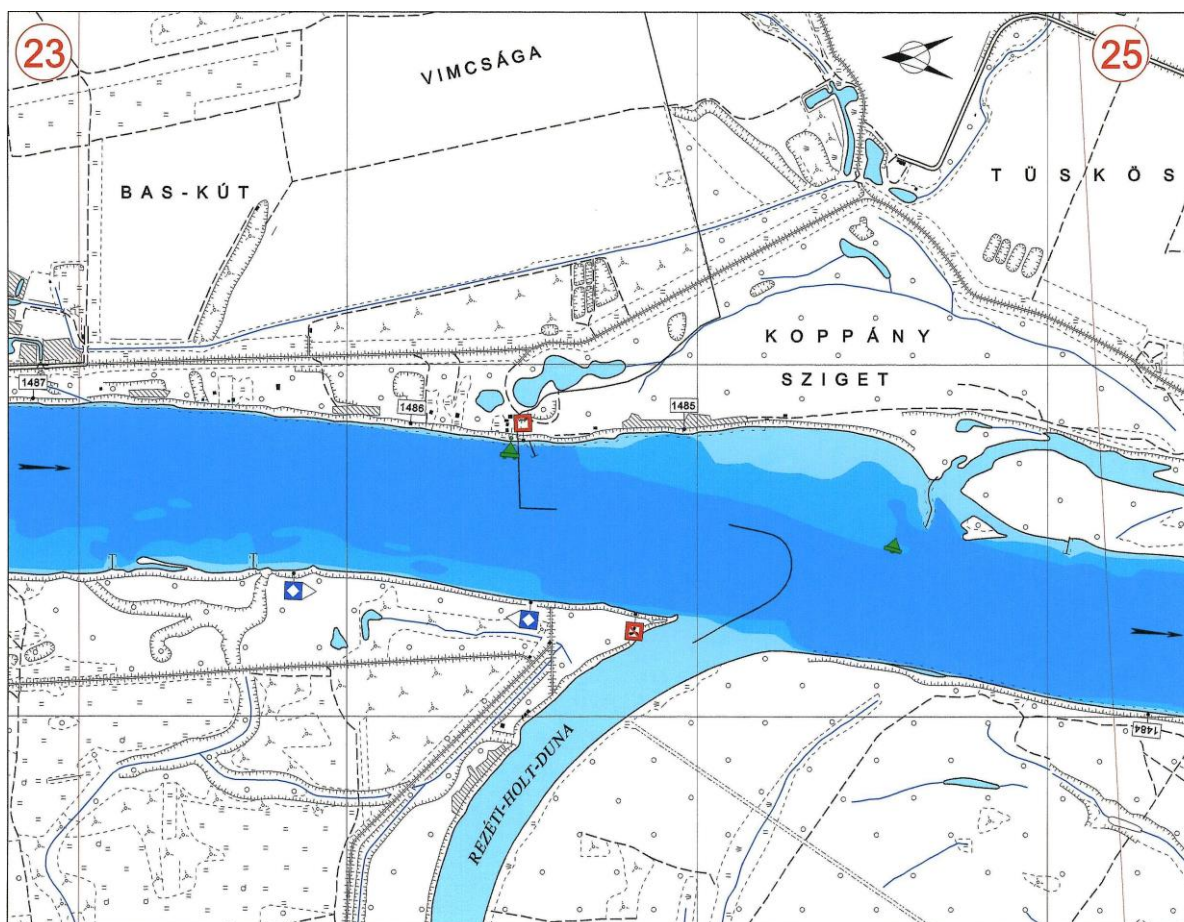 23
25
VIMCSÁGA
BAS-KÚT
TÜSKÖS
KOPPÁNY
SZIGET
1487
1486
1485
1484
REZÉTI-HOLT-DUNA